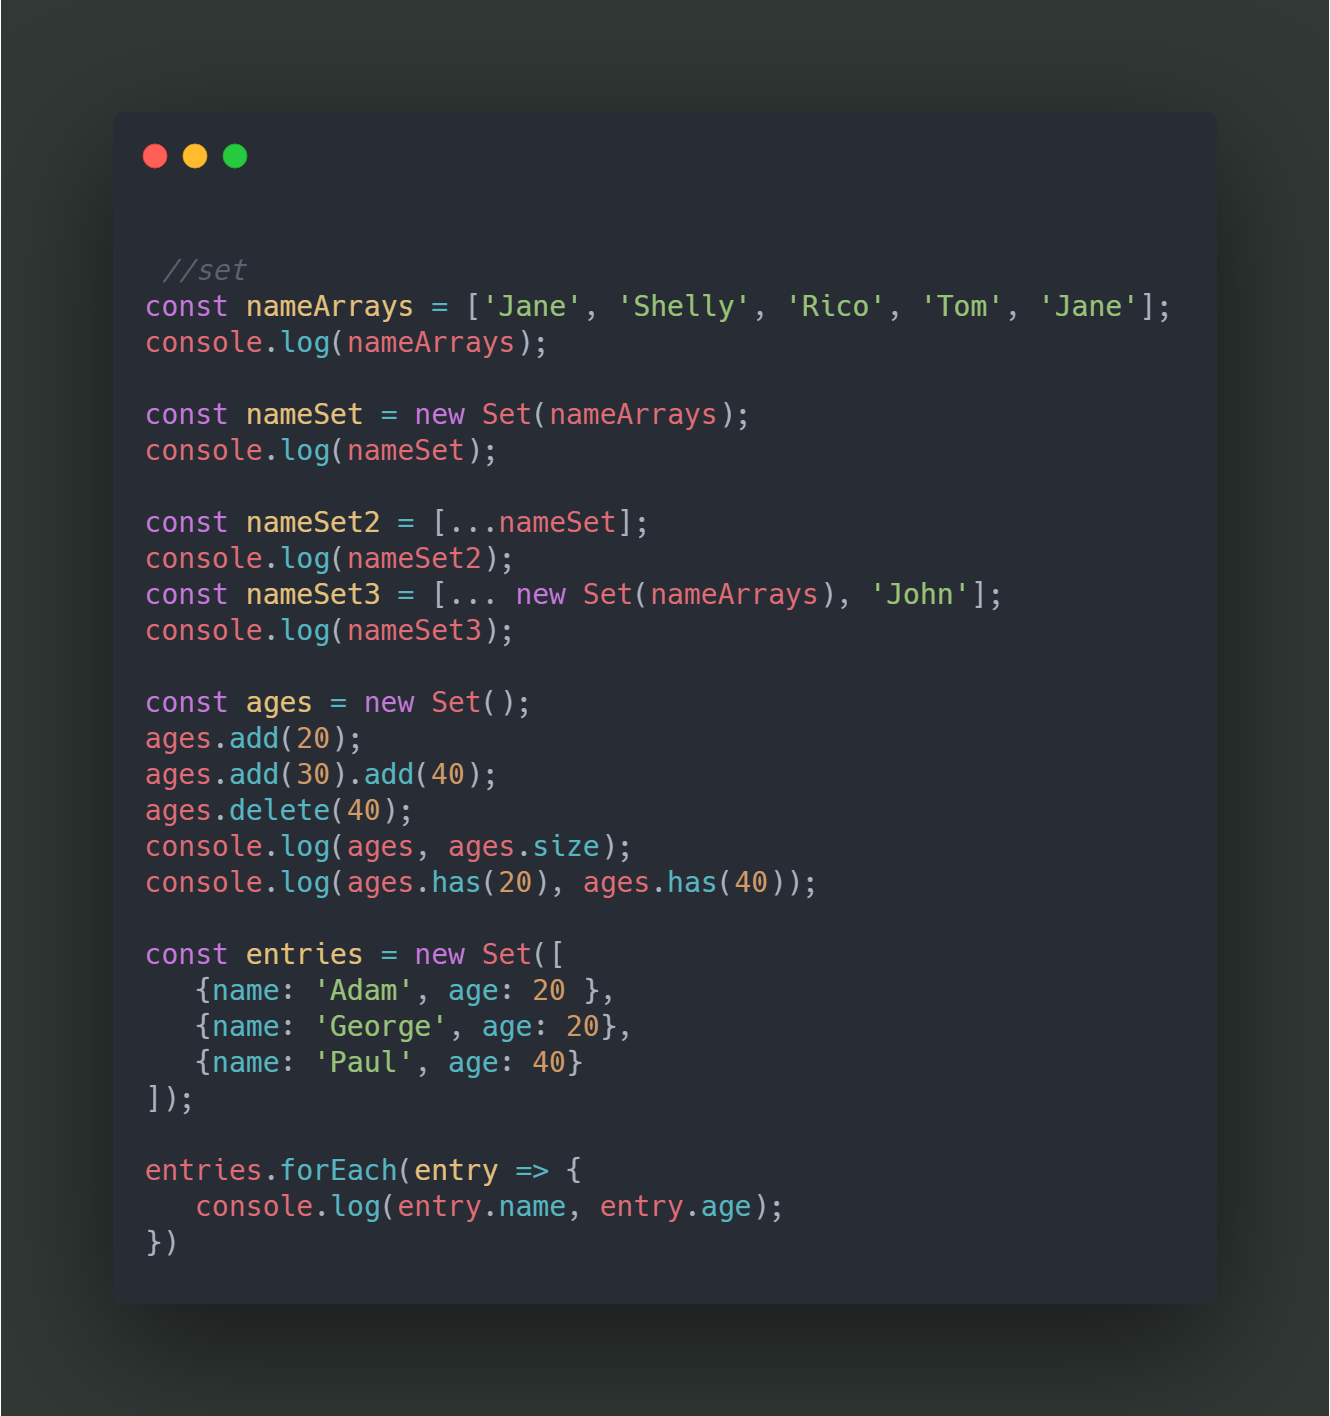 //set
const nameArrays = ['Jane', 'Shelly', 'Rico', 'Tom', 'Jane'];
console.log(nameArrays);
const nameSet = new Set(nameArrays);
console.log(nameSet);
const nameSet2 = [...nameSet];
console.log(nameSet2);
const nameSet3 = [... new Set(nameArrays), 'John'];
console.log(nameSet3);
const ages = new Set();
ages.add(20);
ages.add(30).add(40);
ages.delete(40);
console.log(ages, ages.size);
console.log(ages.has(20), ages.has(40));
const entries = new Set([
   {name: 'Adam', age: 20 },
   {name: 'George', age: 20},
   {name: 'Paul', age: 40}
]);
entries.forEach(entry => {
   console.log(entry.name, entry.age);
})